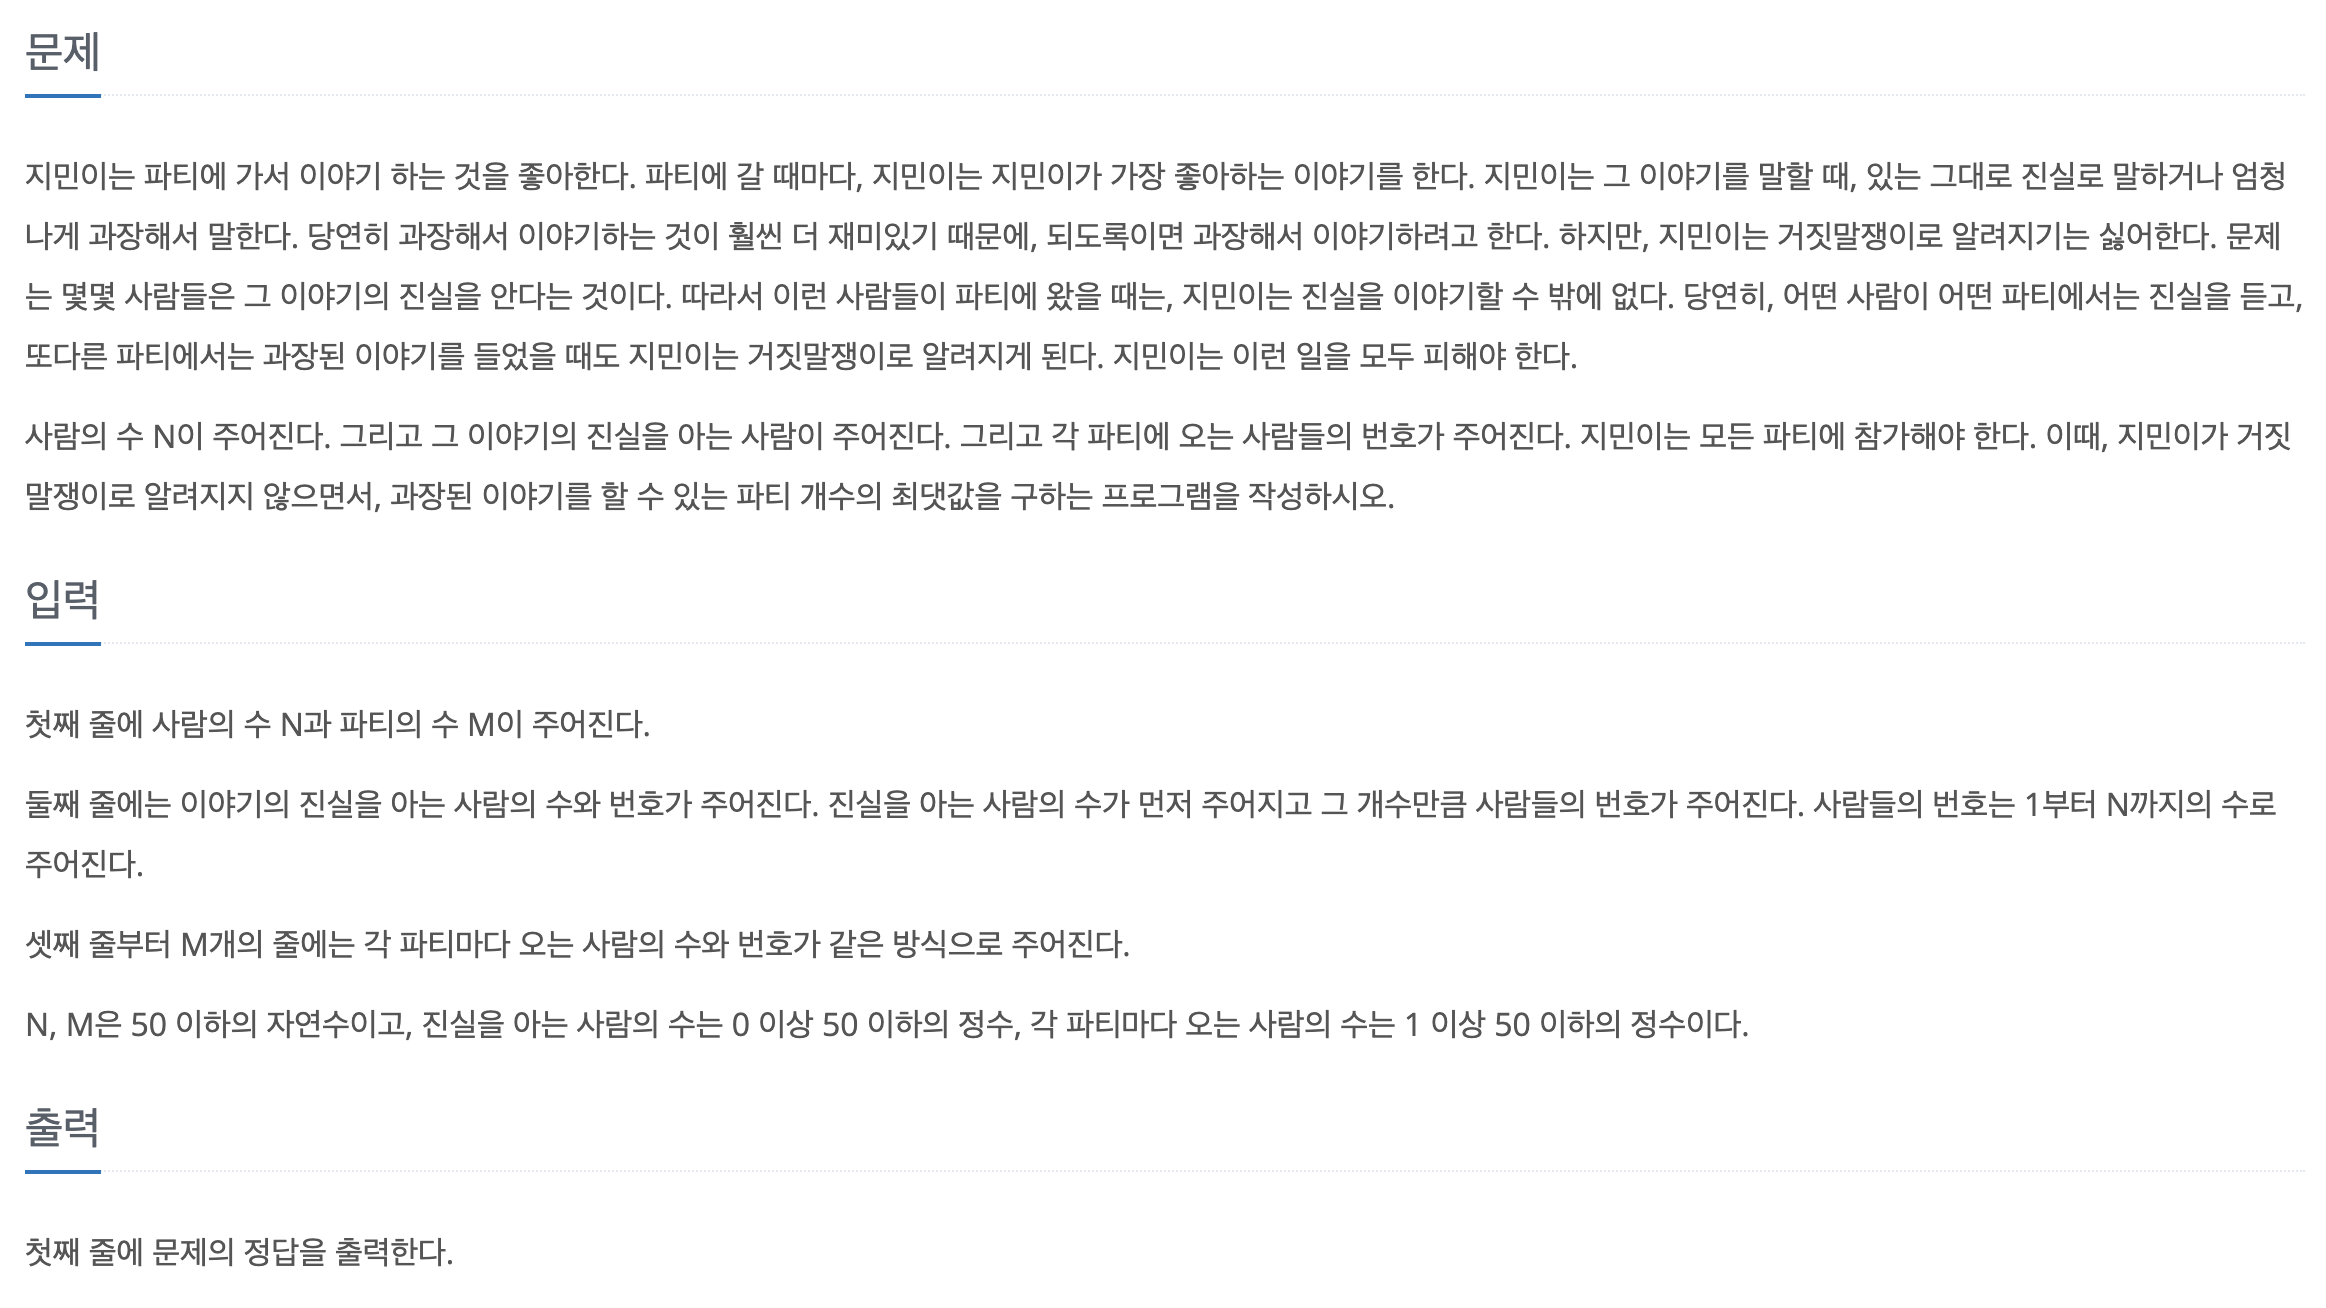 문제
지민이는 파티에 가서 이야기 하는 것을 좋아한다. 파티에 갈 때마다, 지민이는 지민이가 가장 좋아하는 이야기를 한다. 지민이는 그 이야기를 말할 때, 있는 그대로 진실로 말하거나 엄청
나게 과장해서 말한다. 당연히 과장해서 이야기하는 것이 훨씬 더 재미있기 때문에, 되도록이면 과장해서 이야기하려고 한다. 하지만, 지민이는 거짓말쟁이로 알려지기는 싫어한다. 문제
는 몇몇 사람들은 그 이야기의 진실을 안다는 것이다. 따라서 이런 사람들이 파티에 왔을 때는, 지민이는 진실을 이야기할 수 밖에 없다. 당연히, 어떤 사람이 어떤 파티에서는 진실을 듣고,
또다른 파티에서는 과장된 이야기를 들었을 때도 지민이는 거짓말쟁이로 알려지게 된다. 지민이는 이런 일을 모두 피해야 한다.
사람의 수 N이 주어진다. 그리고 그 이야기의 진실을 아는 사람이 주어진다. 그리고 각 파티에 오는 사람들의 번호가 주어진다. 지민이는 모든 파티에 참가해야 한다. 이때, 지민이가 거짓
말쟁이로 알려지지 않으면서, 과장된 이야기를 할 수 있는 파티 개수의 최댓값을 구하는 프로그램을 작성하시오.
입력
첫째 줄에 사람의 수 N과 파티의 수 M이 주어진다.
둘째 줄에는 이야기의 진실을 아는 사람의 수와 번호가 주어진다. 진실을 아는 사람의 수가 먼저 주어지고 그 개수만큼 사람들의 번호가 주어진다. 사람들의 번호는 1부터 N까지의 수로
주어진다.
셋째 줄부터 M개의 줄에는 각 파티마다 오는 사람의 수와 번호가 같은 방식으로 주어진다.
N, M은 50 이하의 자연수이고, 진실을 아는 사람의 수는 0 이상 50 이하의 정수, 각 파티마다 오는 사람의 수는 1 이상 50 이하의 정수이다.
출력
첫째 줄에 문제의 정답을 출력한다.